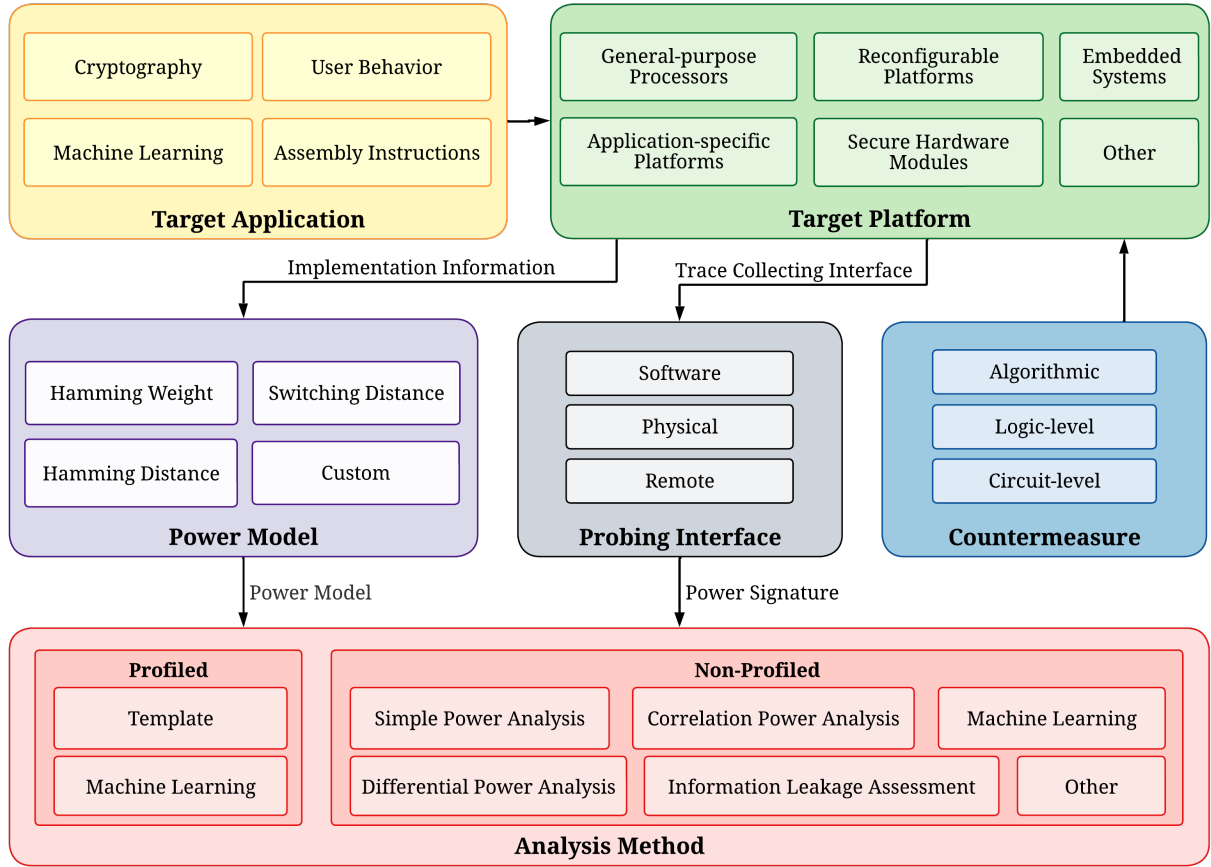 Cryptography
User Behavior
Machine Learning
Assembly Instructions
Target Application
General-purpose
Processors
Reconfigurable
Platforms
Embedded
Systems
Application-specific
Platforms
Secure Hardware
Modules
Other
Target Platform
Implementation Information
Trace Collecting Interface
Hamming Weight
Switching Distance
Hamming Distance
Custom
Power Model
Software
Physical
Remote
Probing Interface
Algorithmic
Logic-level
Circuit-level
Countermeasure
Power Model
Power Signature
Profiled
Template
Machine Learning
Non-Profiled
Simple Power Analysis
Correlation Power Analysis
Machine Learning
Differential Power Analysis
Information Leakage Assessment
Other
Analysis Method